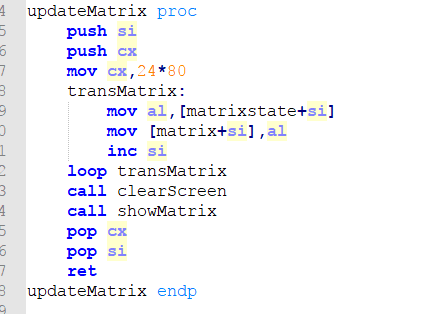 4 updateMatrix proc
5 push si
6 push cx
7 mov cx,24*80
8 transMatrix:
9 mov al,[matrixstate+si]
0 mov [matrix+si],al
1 inc si
2 loop transMatrix
3 call clearScreen
4 call showMatrix
5 pop cx
6 pop si
7 ret
8 updateMatrix endp
9